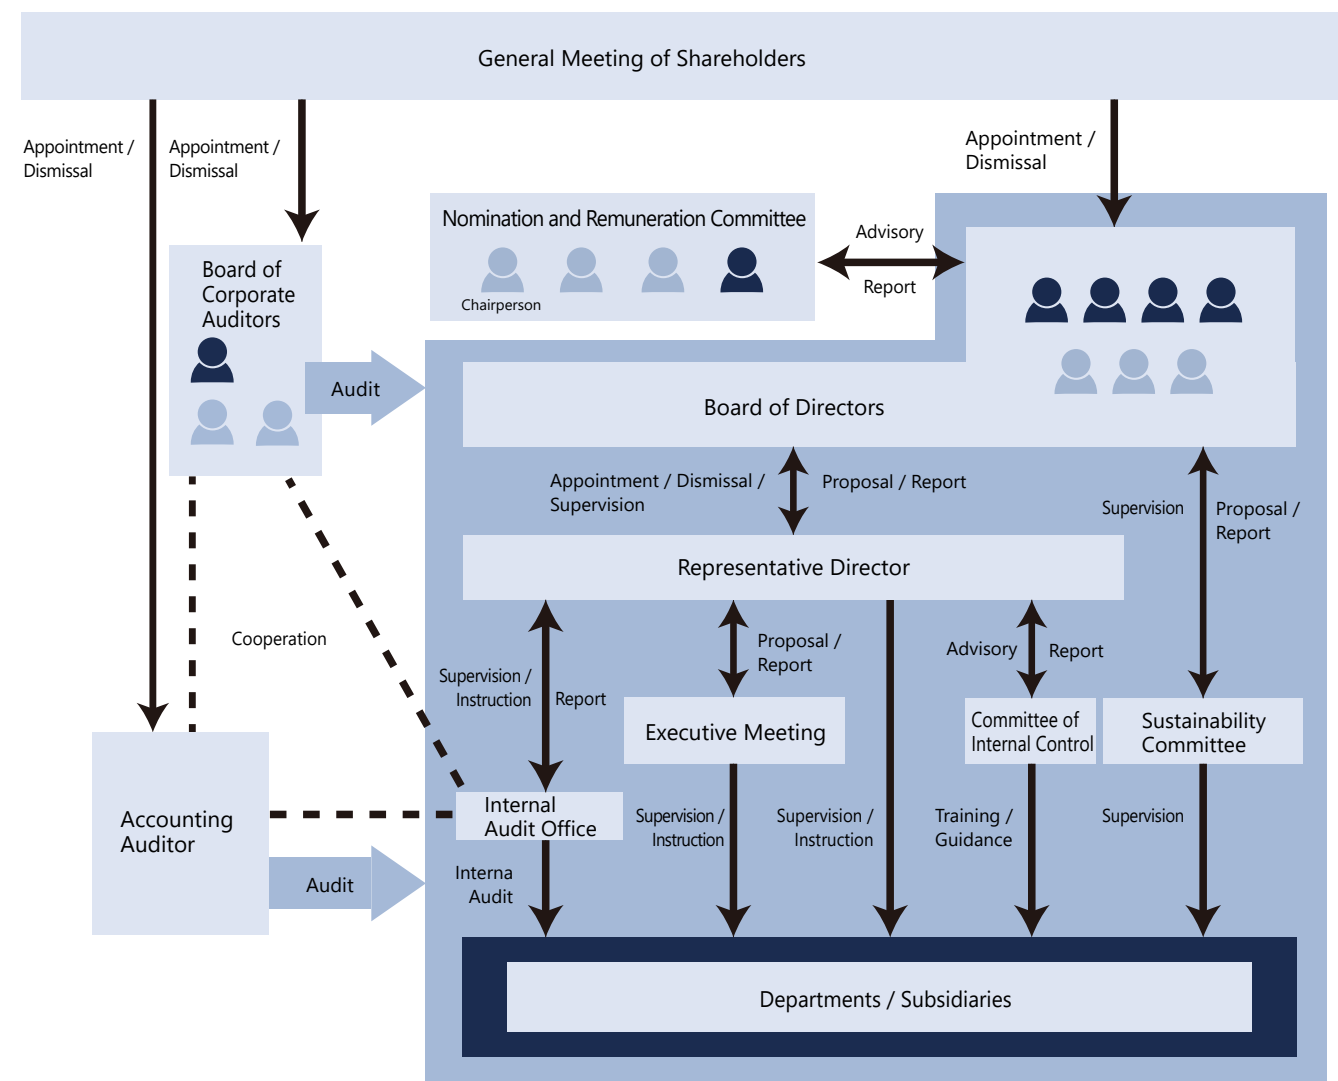 General Meeting of Shareholders
Appointment /
Dismissal
Appointment /
Dismissal
Appointment /
Dismissal
Nomination and Remuneration Committee
Chairperson
Advisory
Report
Board of
Corporate
Auditors
Audit
Board of Directors
Appointment / Dismissal /
Supervision
Proposal / Report
Supervision
Proposal /
Report
Representative Director
Cooperation
Supervision /
Instruction
Report
Proposal /
Report
Advisory
Report
Executive Meeting
Committee of
Internal Control
Sustainability
Committee
Accounting
Auditor
Internal
Audit Office
Supervision /
Instruction
Supervision /
Instruction
Training /
Guidance
Supervision
Audit
Interna
Audit
Departments / Subsidiaries